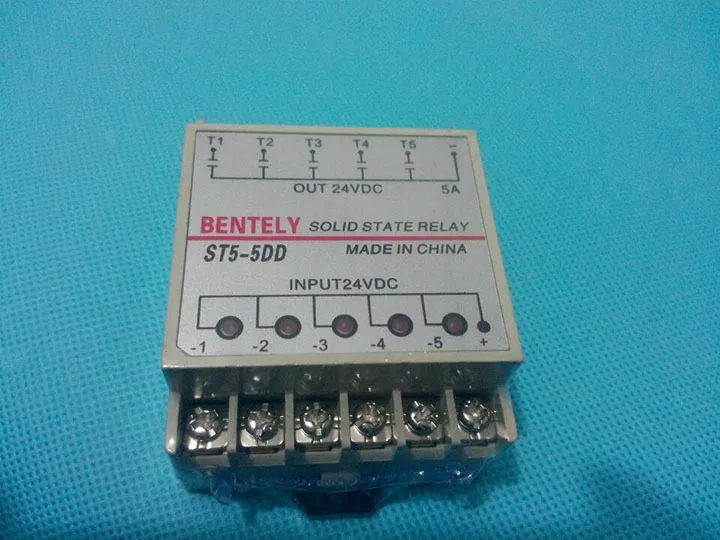 T1 T2 T3 T4 T5 −
OUT 24VDC 5A
BENTELY SOLID STATE RELAY
ST5-5DD MADE IN CHINA
INPUT24VDC
-1 -2 -3 -4 -5 +